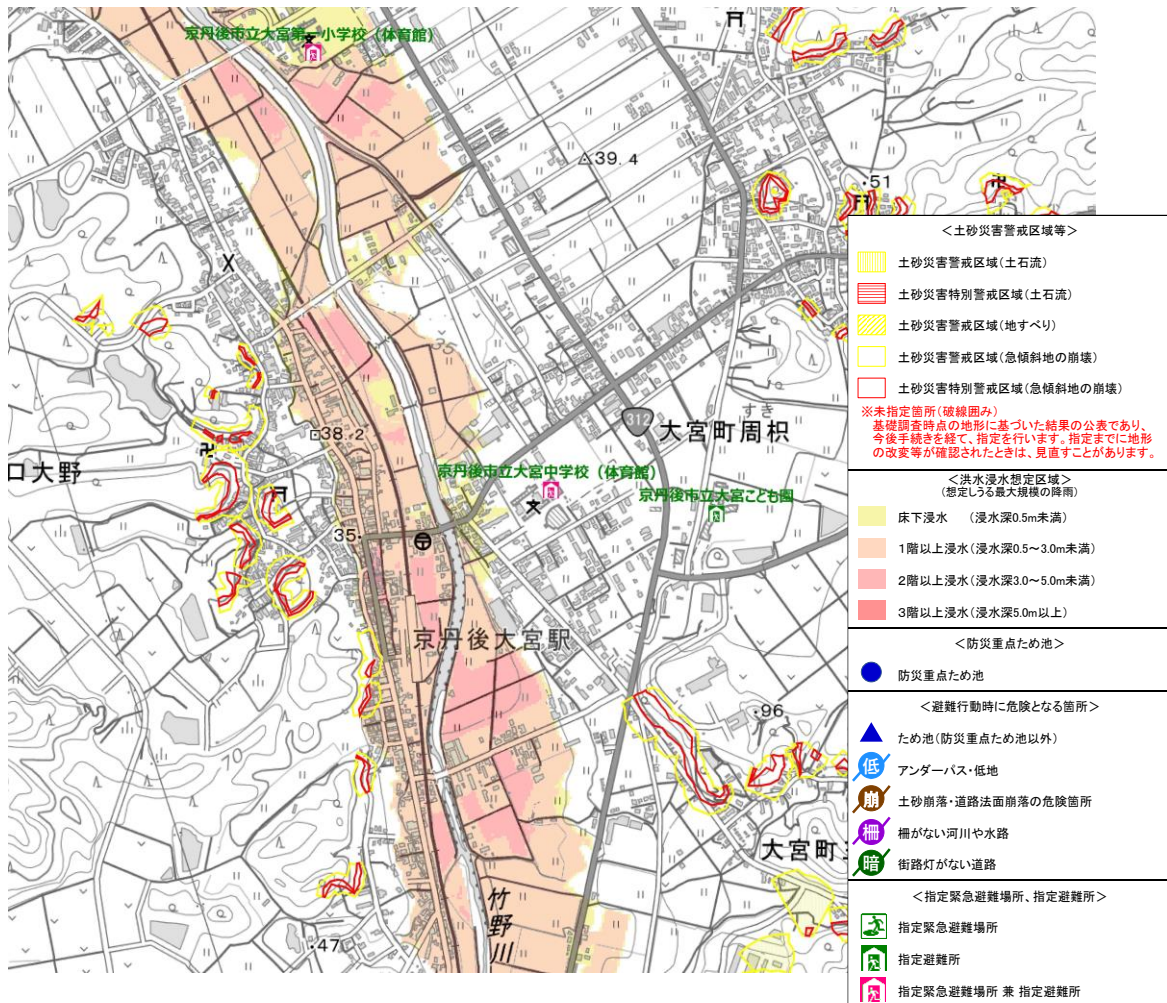 京丹後市立大宮第一小学校（体育館）
39.4
51
X
すき
312
大宮町周枳
38.2
口大野
京丹後市立大宮中学校（体育館）
京丹後市立大宮こども園
35
京丹後大宮駅
96
大宮町
竹野川
47
＜土砂災害警戒区域等＞
土砂災害警戒区域(土石流)
土砂災害特別警戒区域(土石流)
土砂災害警戒区域(地すべり)
土砂災害警戒区域(急傾斜地の崩壊)
土砂災害特別警戒区域(急傾斜地の崩壊)
※未指定箇所(破線囲み)
基礎調査時点の地形に基づいた結果の公表であり、
今後手続きを経て、指定を行います。指定までに地形
の改変等が確認されたときは、見直すことがあります。
＜洪水浸水想定区域＞
(想定しうる最大規模の降雨)
床下浸水　（浸水深0.5m未満）
1階以上浸水（浸水深0.5～3.0m未満）
2階以上浸水（浸水深3.0～5.0m未満）
3階以上浸水（浸水深5.0m以上）
＜防災重点ため池＞
防災重点ため池
＜避難行動時に危険となる箇所＞
ため池(防災重点ため池以外)
低 アンダーパス・低地
崩 土砂崩落・道路法面崩落の危険箇所
柵 柵がない河川や水路
暗 街路灯がない道路
＜指定緊急避難場所、指定避難所＞
指定緊急避難場所
指定避難所
指定緊急避難場所 兼 指定避難所